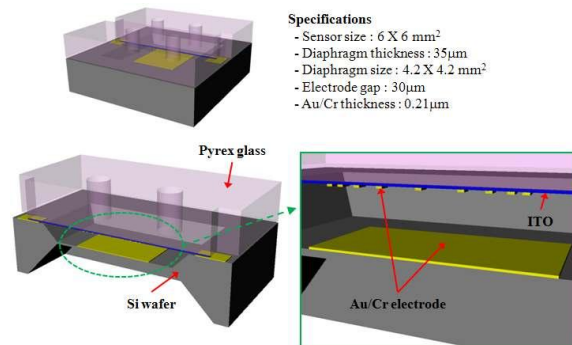 Specifications
- Sensor size : 6 X 6 mm²
- Diaphragm thickness : 35μm
- Diaphragm size : 4.2 X 4.2 mm²
- Electrode gap : 30μm
- Au/Cr thickness : 0.21μm
Pyrex glass
ITO
Si wafer
Au/Cr electrode